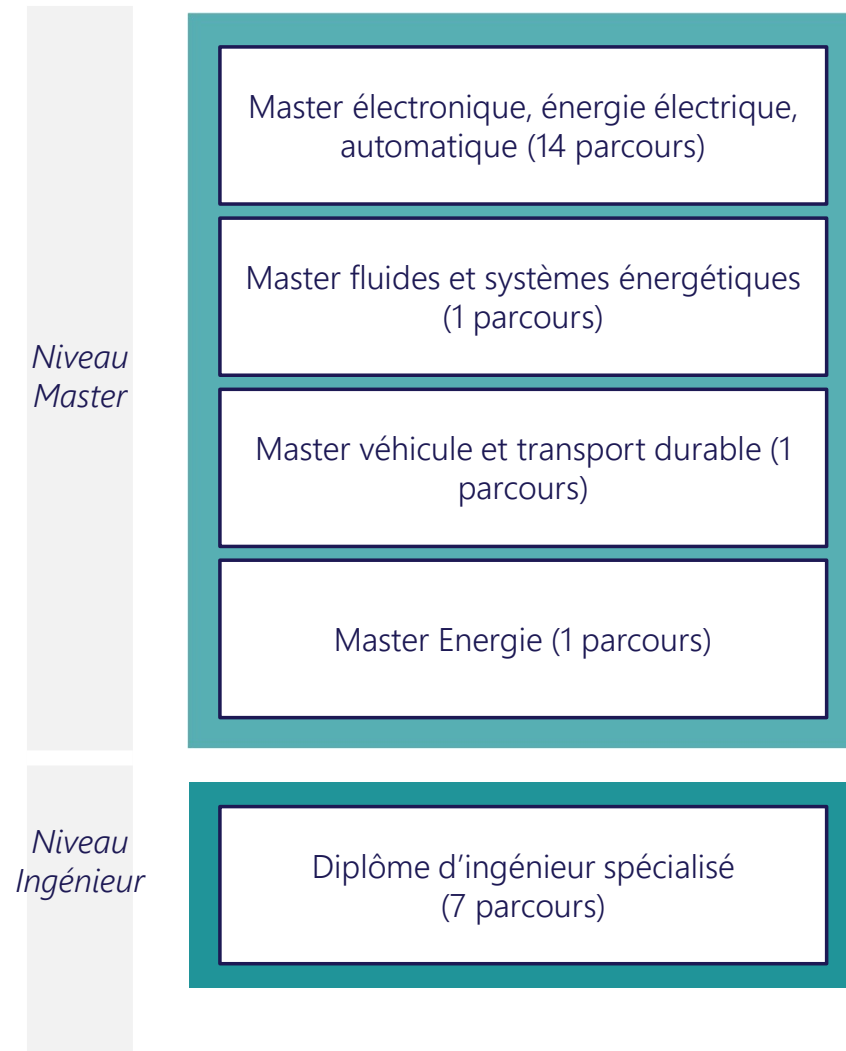 Niveau
Master
Master électronique, énergie électrique,
automatique (14 parcours)
Master fluides et systèmes énergétiques
(1 parcours)
Master véhicule et transport durable (1
parcours)
Master Energie (1 parcours)
Niveau
Ingénieur
Diplôme d’ingénieur spécialisé
(7 parcours)